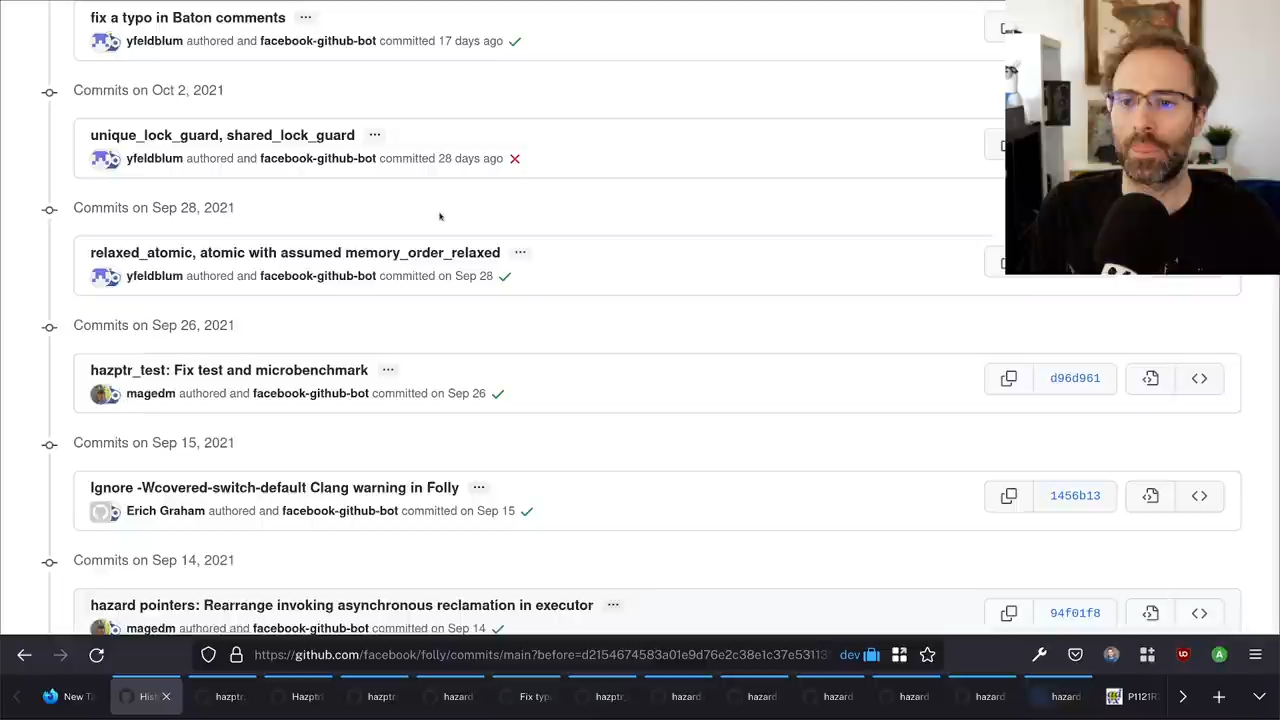 fix a typo in Baton comments ···
yfeldblum authored and facebook-github-bot committed 17 days ago
Commits on Oct 2, 2021
unique_lock_guard, shared_lock_guard ···
yfeldblum authored and facebook-github-bot committed 28 days ago
Commits on Sep 28, 2021
relaxed_atomic, atomic with assumed memory_order_relaxed ···
yfeldblum authored and facebook-github-bot committed on Sep 28
Commits on Sep 26, 2021
hazptr_test: Fix test and microbenchmark ···
magedm authored and facebook-github-bot committed on Sep 26
d96d961
Commits on Sep 15, 2021
Ignore -Wcovered-switch-default Clang warning in Folly ···
Erich Graham authored and facebook-github-bot committed on Sep 15
1456b13
Commits on Sep 14, 2021
hazard pointers: Rearrange invoking asynchronous reclamation in executor ···
magedm authored and facebook-github-bot committed on Sep 14
94f01f8
https://github.com/facebook/folly/commits/main?before=d2154674583a01e9d76e2c38e1c37e53113 dev
New Ta Hist hazptr Hazptr hazptr hazard Fix typ hazptr_ hazard hazard hazard hazard hazard hazard P1121R